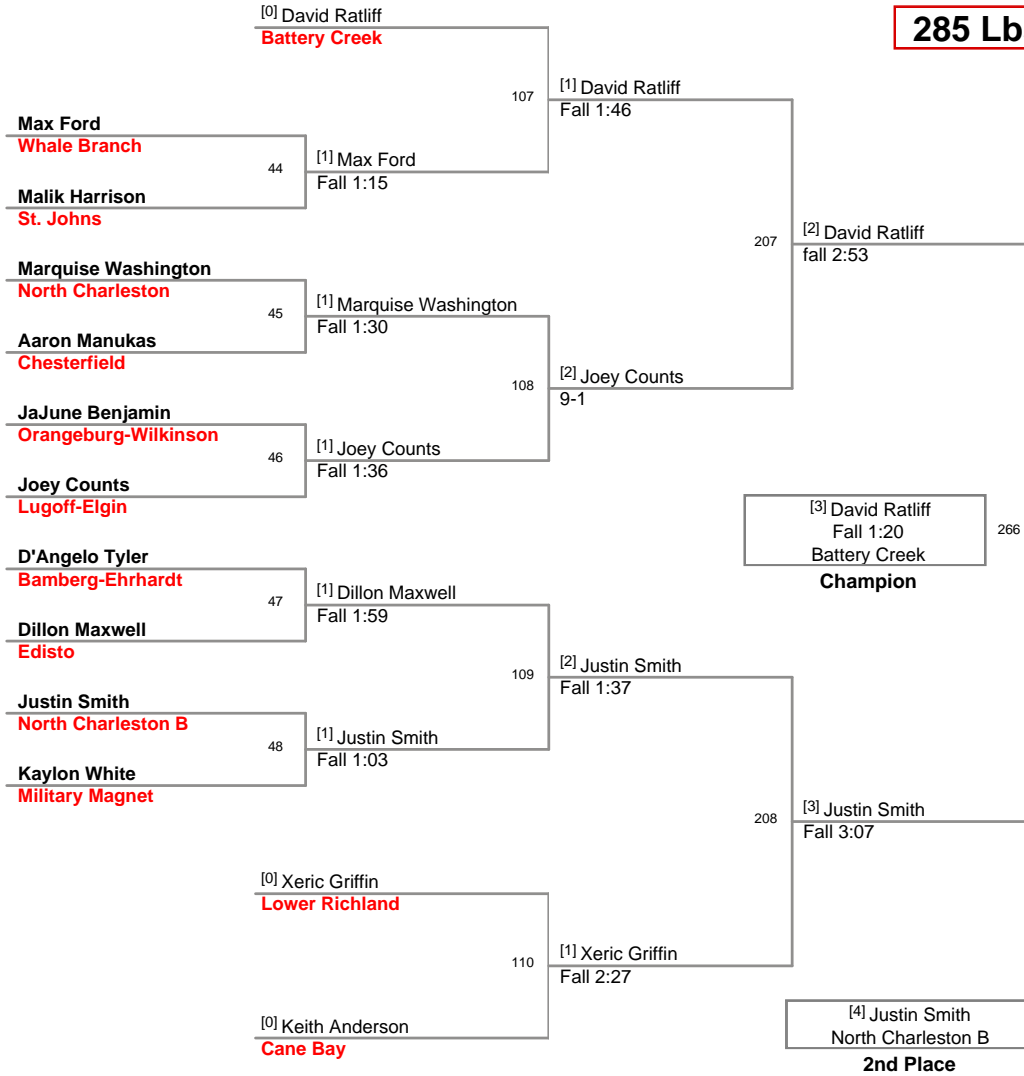 [0] David Ratliff
Battery Creek
285 Lb
107
[1] David Ratliff
Fall 1:46
Max Ford
Whale Branch
44
[1] Max Ford
Fall 1:15
Malik Harrison
St. Johns
207
[2] David Ratliff
fall 2:53
Marquise Washington
North Charleston
45
[1] Marquise Washington
Fall 1:30
Aaron Manukas
Chesterfield
108
[2] Joey Counts
9-1
JaJune Benjamin
Orangeburg-Wilkinson
46
[1] Joey Counts
Fall 1:36
Joey Counts
Lugoff-Elgin
[3] David Ratliff
Fall 1:20
Battery Creek
266
Champion
D'Angelo Tyler
Bamberg-Ehrhardt
47
[1] Dillon Maxwell
Fall 1:59
Dillon Maxwell
Edisto
109
[2] Justin Smith
Fall 1:37
Justin Smith
North Charleston B
48
[1] Justin Smith
Fall 1:03
Kaylon White
Military Magnet
208
[3] Justin Smith
Fall 3:07
[0] Xeric Griffin
Lower Richland
110
[1] Xeric Griffin
Fall 2:27
[0] Keith Anderson
Cane Bay
[4] Justin Smith
North Charleston B
2nd Place